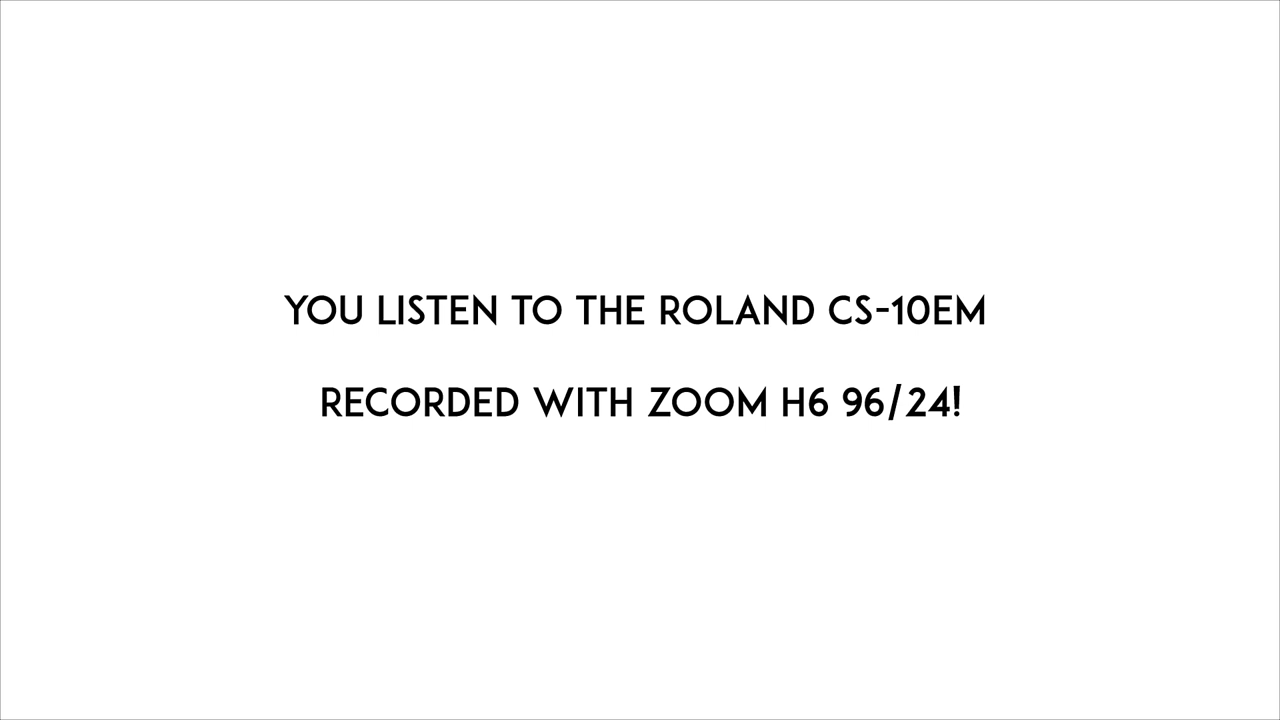 YOU LISTEN TO THE ROLAND CS-10EM
RECORDED WITH ZOOM H6 96/24!